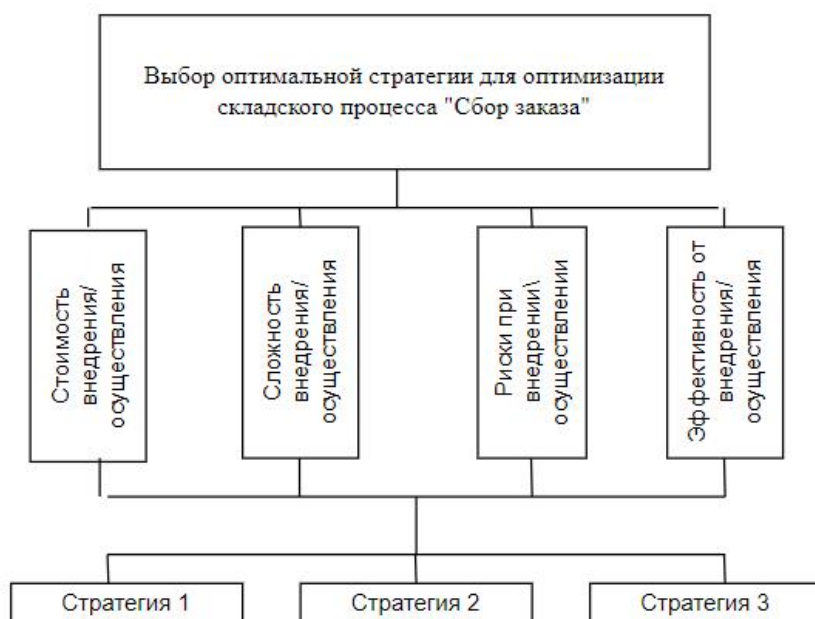 Выбор оптимальной стратегии для оптимизации
складского процесса "Сбор заказа"
Стоимость
внедрения/
осуществления
Сложность
внедрения/
осуществления
Риски при
внедрении\
осуществлении
Эффективность от
внедрения/
осуществления
Стратегия 1
Стратегия 2
Стратегия 3